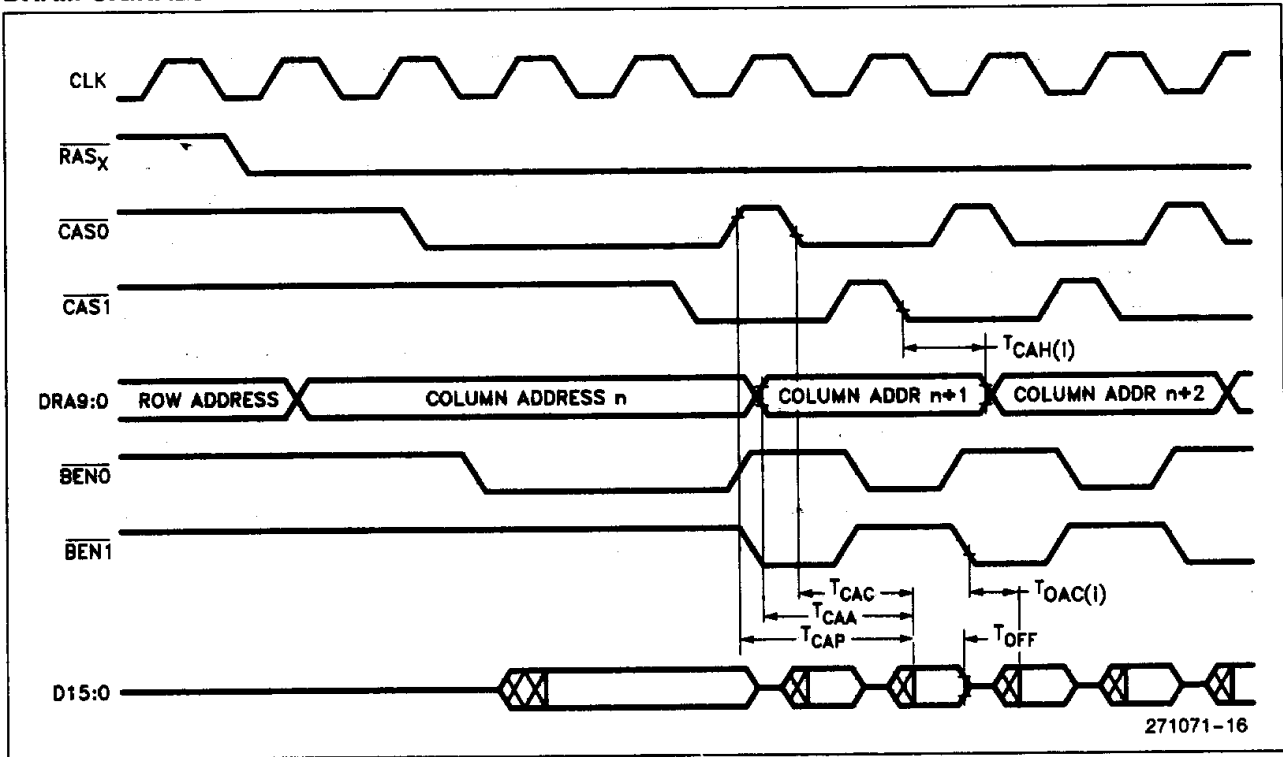 CLK
RASX
CAS0
CAS1
TCAH(i)
DRA9:0 ROW ADDRESS COLUMN ADDRESS n COLUMN ADDR n+1 COLUMN ADDR n+2
BEN0
BEN1
TCAC TOAC(i)
TCAA
TCAP TOFF
D15:0
271071-16